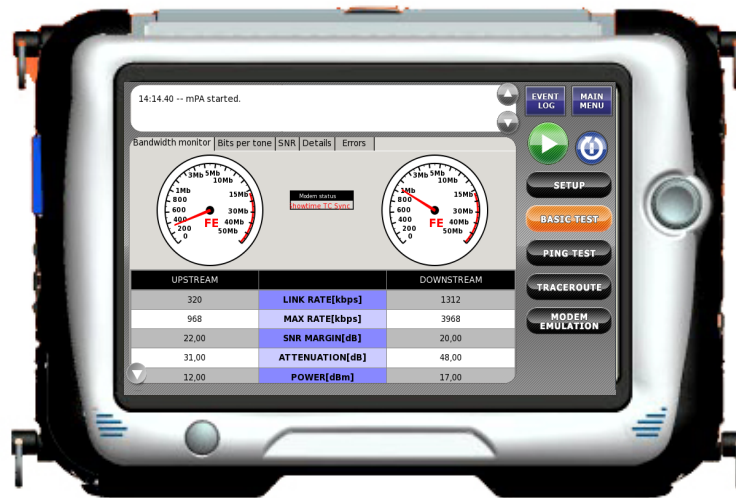 14:14.40 -- mPA started.
EVENT LOG
MAIN MENU
Bandwidth monitor
Bits per tone
SNR
Details
Errors
0
200
400
600
800
1Mb
3Mb
5Mb
10Mb
15Mb
30Mb
40Mb
50Mb
FE
Modem status
howtime TC Sync
0
200
400
600
800
1Mb
3Mb
5Mb
10Mb
15Mb
30Mb
40Mb
50Mb
FE
SETUP
BASIC TEST
PING TEST
TRACEROUTE
MODEM
EMULATION
UPSTREAM DOWNSTREAM
320 LINK RATE[kbps] 1312
968 MAX RATE[kbps] 3968
22,00 SNR MARGIN[dB] 20,00
31,00 ATTENUATION[dB] 48,00
12,00 POWER[dBm] 17,00